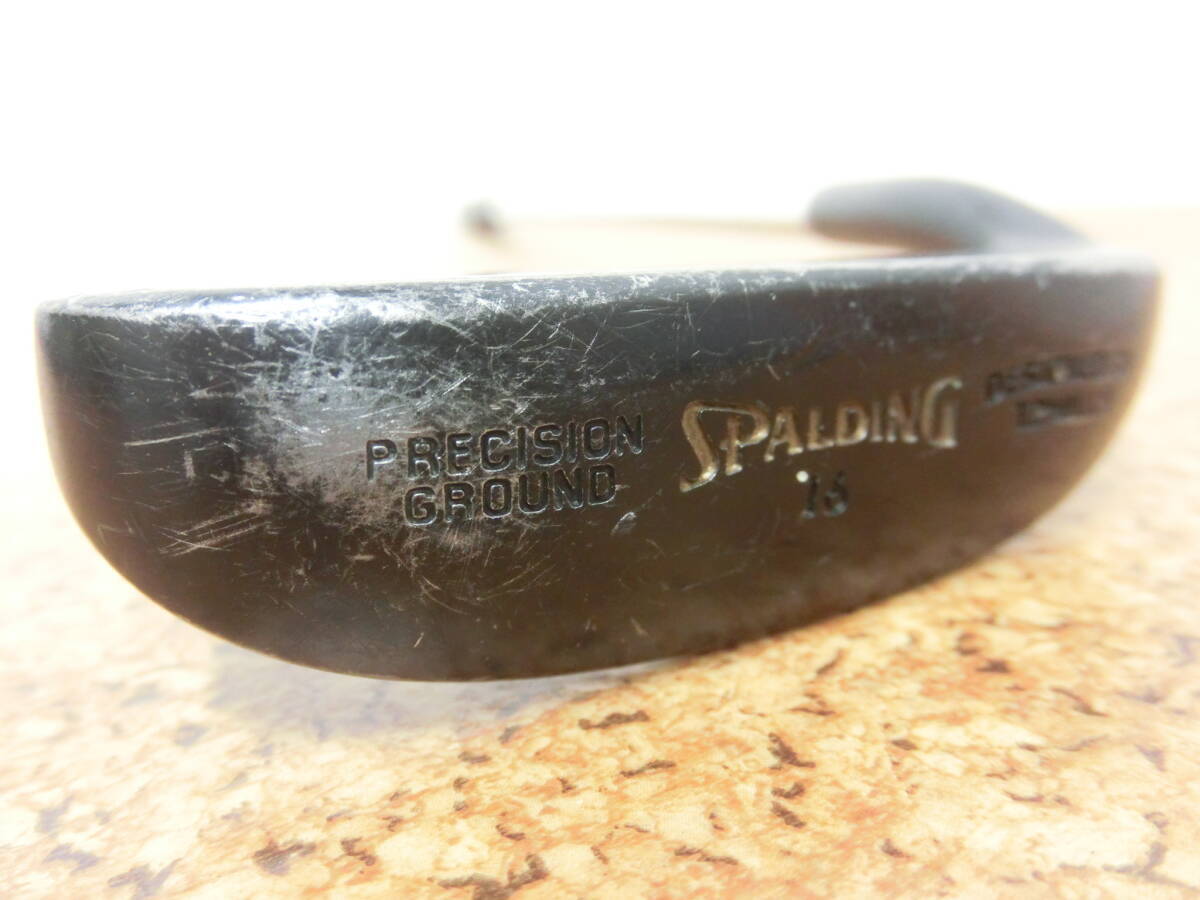 PRECISION
GROUND
SPALDING
16